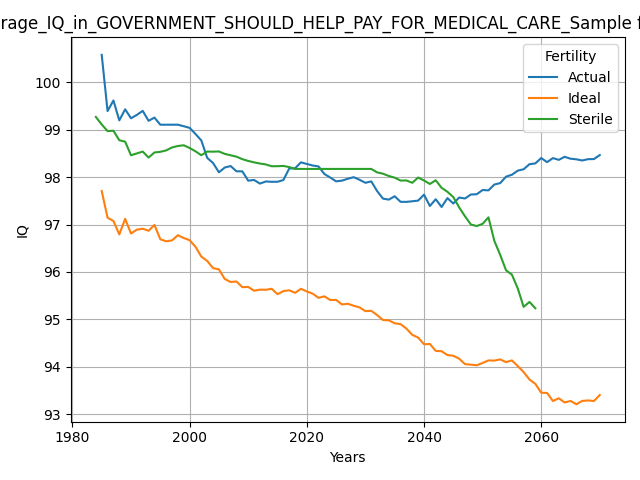 rage_IQ_in_GOVERNMENT_SHOULD_HELP_PAY_FOR_MEDICAL_CARE_Sample f
Fertility
Actual
Ideal
Sterile
100
99
98
97
96
95
94
93
IQ
1980
2000
2020
2040
2060
Years